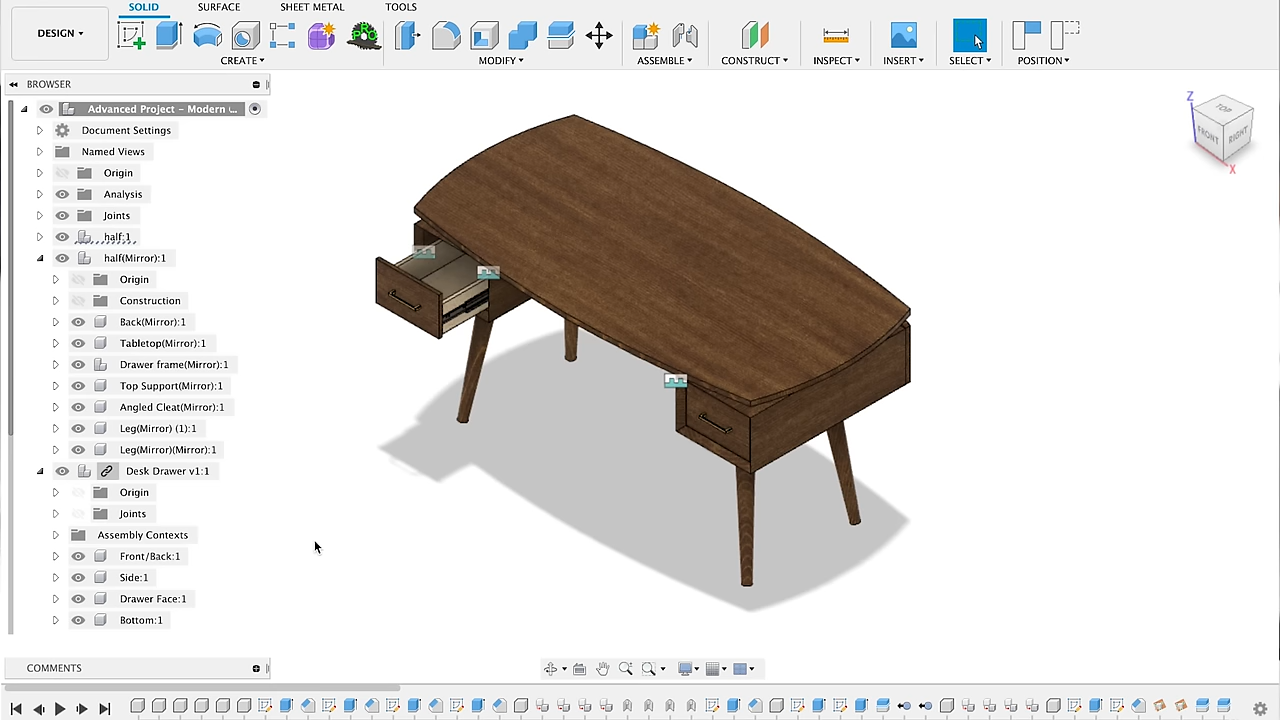 SOLID SURFACE SHEET METAL TOOLS
DESIGN
PRO
CREATE MODIFY ASSEMBLE CONSTRUCT INSPECT INSERT SELECT POSITION
BROWSER
Advanced Project – Modern (...
Document Settings
Named Views
Origin
Analysis
Joints
half:1
half(Mirror):1
Origin
Construction
Back(Mirror):1
Tabletop(Mirror):1
Drawer frame(Mirror):1
Top Support(Mirror):1
Angled Cleat(Mirror):1
Leg(Mirror) (1):1
Leg(Mirror)(Mirror):1
Desk Drawer v1:1
Origin
Joints
Assembly Contexts
Front/Back:1
Side:1
Drawer Face:1
Bottom:1
Z
TOP
FRONT
RIGHT
X
COMMENTS